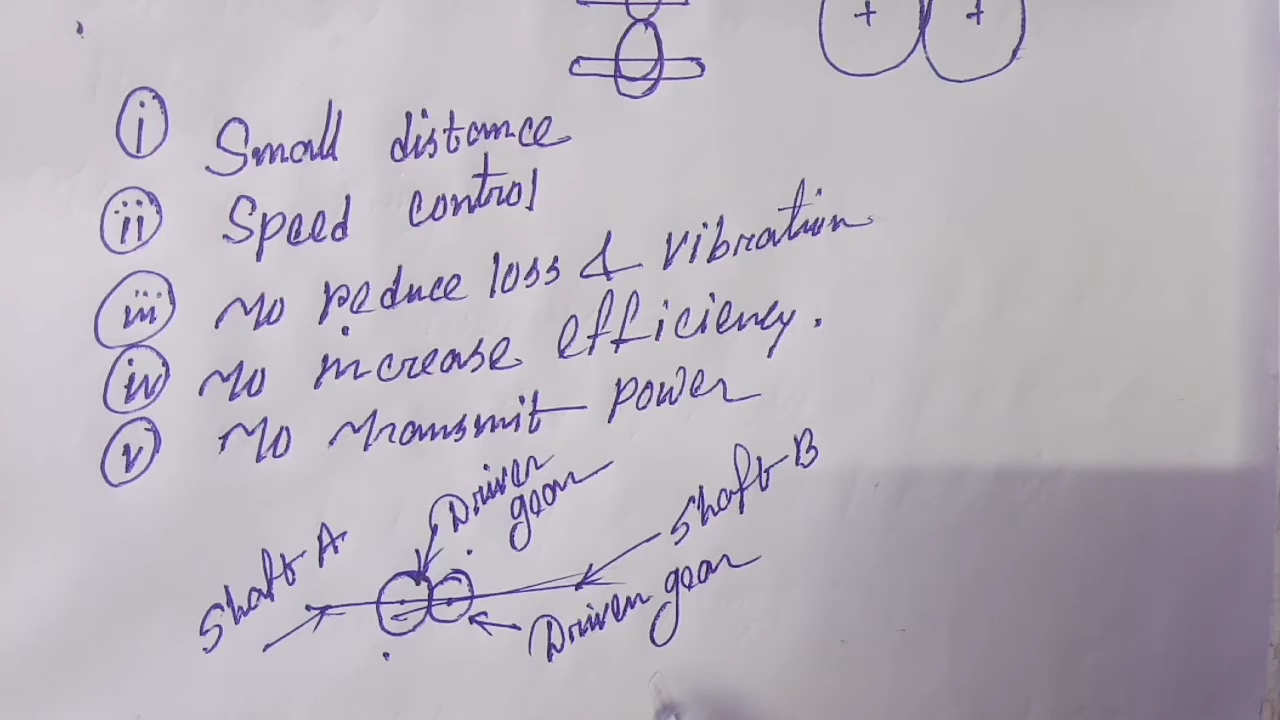 i Small distance
ii Speed control
iii To reduce loss & vibration
iv To increase efficiency.
v To transmit power
Shaft A
Driver gear
Shaft B
Driven gear